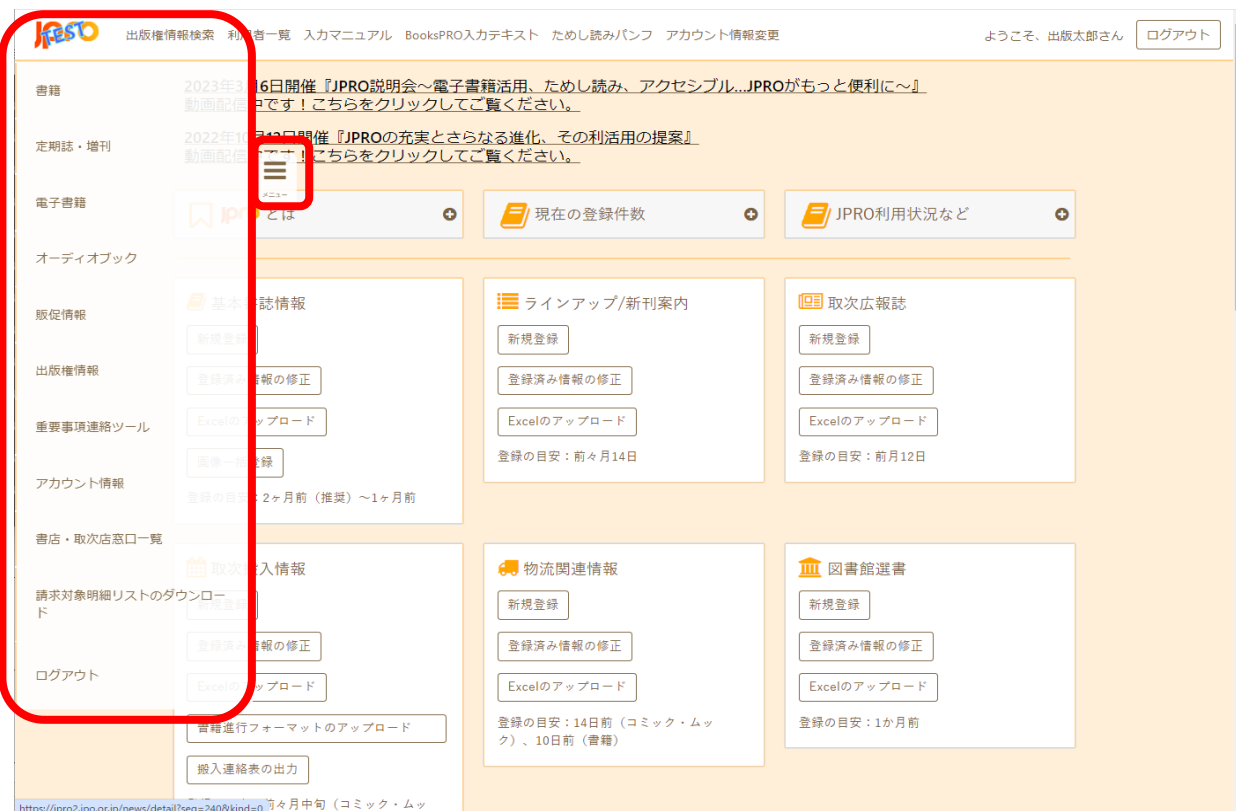 JPTESTO
出版権情報検索 利用者一覧 入力マニュアル BooksPRO入力テキスト ためし読みパンフ アカウント情報変更 ようこそ、出版太郎さん ログアウト
書籍
定期誌・増刊
電子書籍
オーディオブック
販促情報
出版権情報
重要事項連絡ツール
アカウント情報
書店・取次店窓口一覧
請求対象明細リストのダウンロー
ド
ログアウト
メニュー
2023年3月6日開催『JPRO説明会～電子書籍活用、ためし読み、アクセシブル...JPROがもっと便利に～』
動画配信中です！こちらをクリックしてご覧ください。
2022年10月12日開催『JPROの充実とさらなる進化、その利活用の提案』
動画配信中です！こちらをクリックしてご覧ください。
JPROとは
現在の登録件数
JPRO利用状況など
基本書誌情報
新規登録
登録済み情報の修正
Excelのアップロード
画像一括登録
登録の目安：2ヶ月前（推奨）～1ヶ月前
ラインアップ/新刊案内
新規登録
登録済み情報の修正
Excelのアップロード
登録の目安：前々月14日
取次広報誌
新規登録
登録済み情報の修正
Excelのアップロード
登録の目安：前月12日
取次搬入情報
新規登録
登録済み情報の修正
Excelのアップロード
書籍進行フォーマットのアップロード
搬入連絡表の出力
前々月中旬（コミック・ムッ
物流関連情報
新規登録
登録済み情報の修正
Excelのアップロード
登録の目安：14日前（コミック・ムッ
ク）、10日前（書籍）
図書館選書
新規登録
登録済み情報の修正
Excelのアップロード
登録の目安：1か月前
https://jpro2.jpo.or.jp/news/detail?seq=240&kind=0